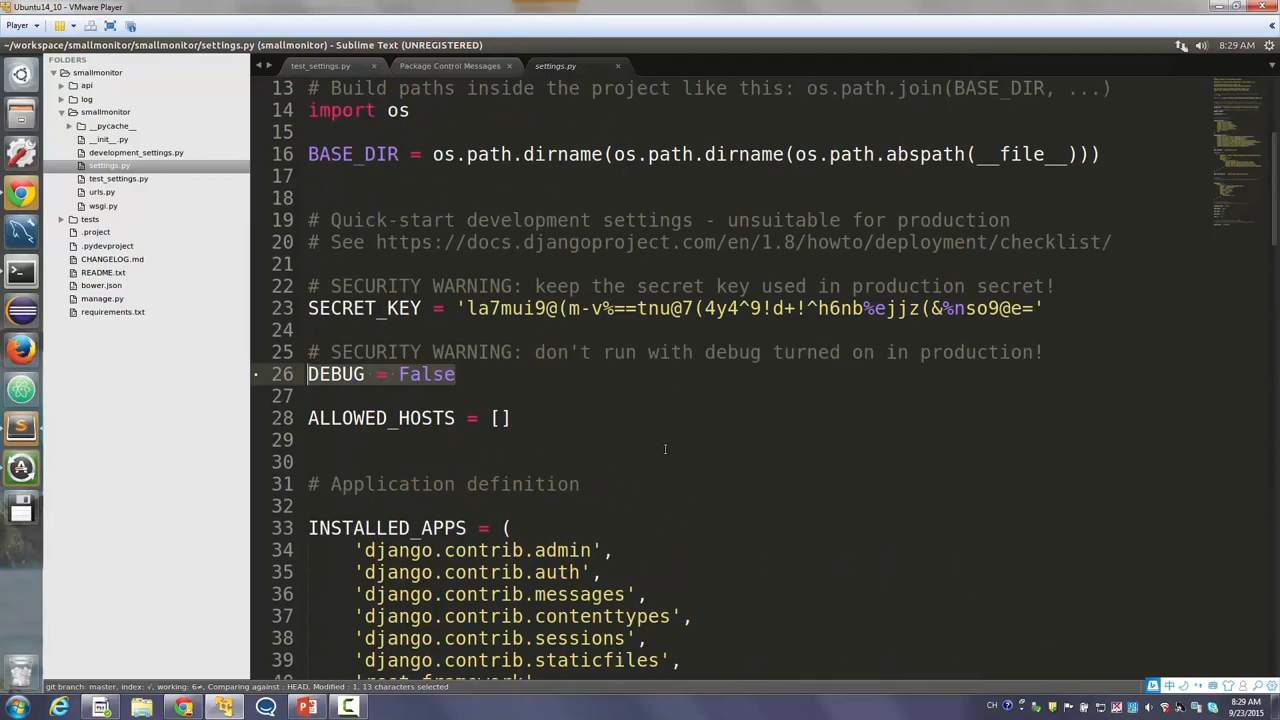 Ubuntu14_10 - VMware Player
Player
~/workspace/smallmonitor/smallmonitor/settings.py (smallmonitor) - Sublime Text (UNREGISTERED)
8:29 AM
FOLDERS
smallmonitor
api
log
smallmonitor
__pycache__
__init__.py
development_settings.py
settings.py
test_settings.py
urls.py
wsgi.py
tests
.project
.pydevproject
CHANGELOG.md
README.txt
bower.json
manage.py
requirements.txt
test_settings.py
Package Control Messages
settings.py
13 # Build paths inside the project like this: os.path.join(BASE_DIR, ...)
14 import os
15
16 BASE_DIR = os.path.dirname(os.path.dirname(os.path.abspath(__file__)))
17
18
19 # Quick-start development settings - unsuitable for production
20 # See https://docs.djangoproject.com/en/1.8/howto/deployment/checklist/
21
22 # SECURITY WARNING: keep the secret key used in production secret!
23 SECRET_KEY = 'la7mui9@(m-v%==tnu@7(4y4^9!d+!^h6nb%ejjz(&%nso9@e='
24
25 # SECURITY WARNING: don't run with debug turned on in production!
26 DEBUG = False
27
28 ALLOWED_HOSTS = []
29
30
31 # Application definition
32
33 INSTALLED_APPS = (
34 'django.contrib.admin',
35 'django.contrib.auth',
36 'django.contrib.messages',
37 'django.contrib.contenttypes',
38 'django.contrib.sessions',
39 'django.contrib.staticfiles',
40 'rest_framework',
git branch: master, index: √, working: 6≠, Comparing against : HEAD, Modified : 1, 13 characters selected
中
CH
8:29 AM
9/23/2015